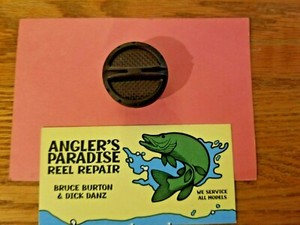 ANGLER'S
PARADISE
REEL REPAIR
BRUCE BURTON
& DICK DANZ
WE SERVICE
ALL MODELS